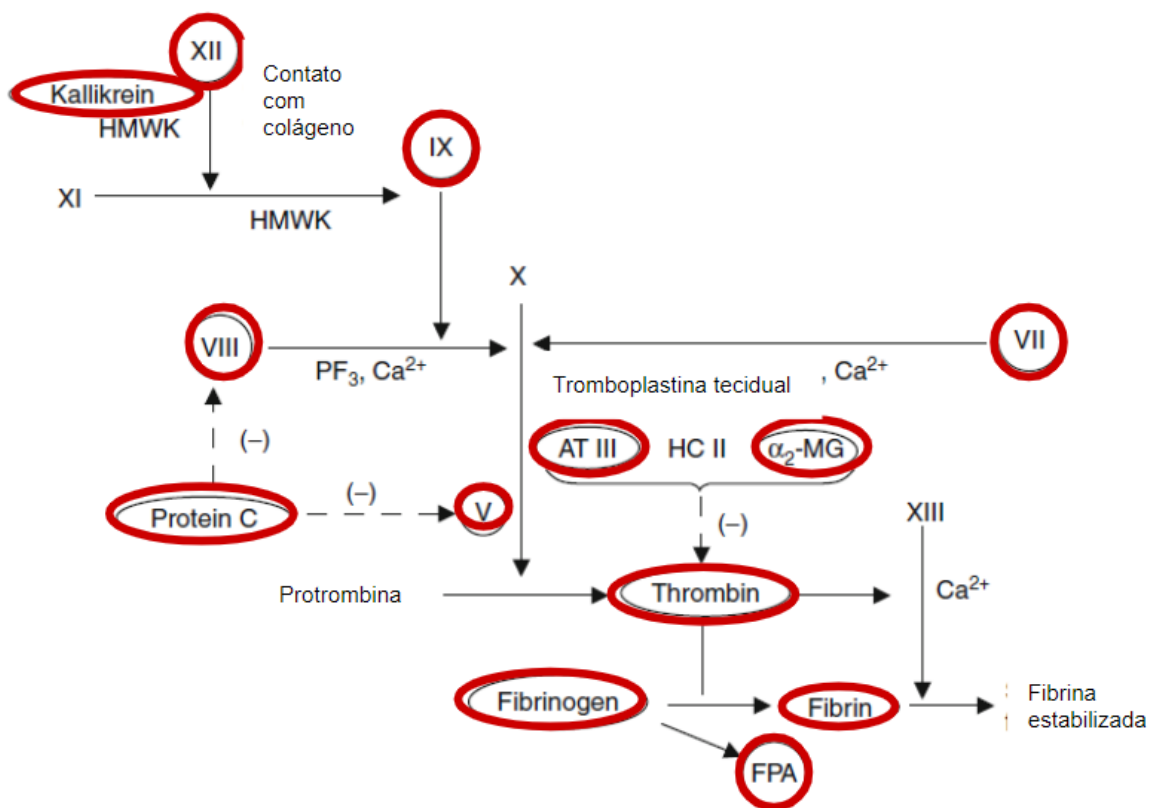 XII
Contato
com
colágeno
Kallikrein
HMWK
IX
XI
HMWK
X
VIII
VII
PF₃, Ca²⁺
Tromboplastina tecidual , Ca²⁺
(–)
AT III HC II α₂-MG
Protein C
(–)
V
(–)
XIII
Protrombina
Thrombin
Ca²⁺
Fibrinogen
Fibrin
Fibrina
estabilizada
FPA